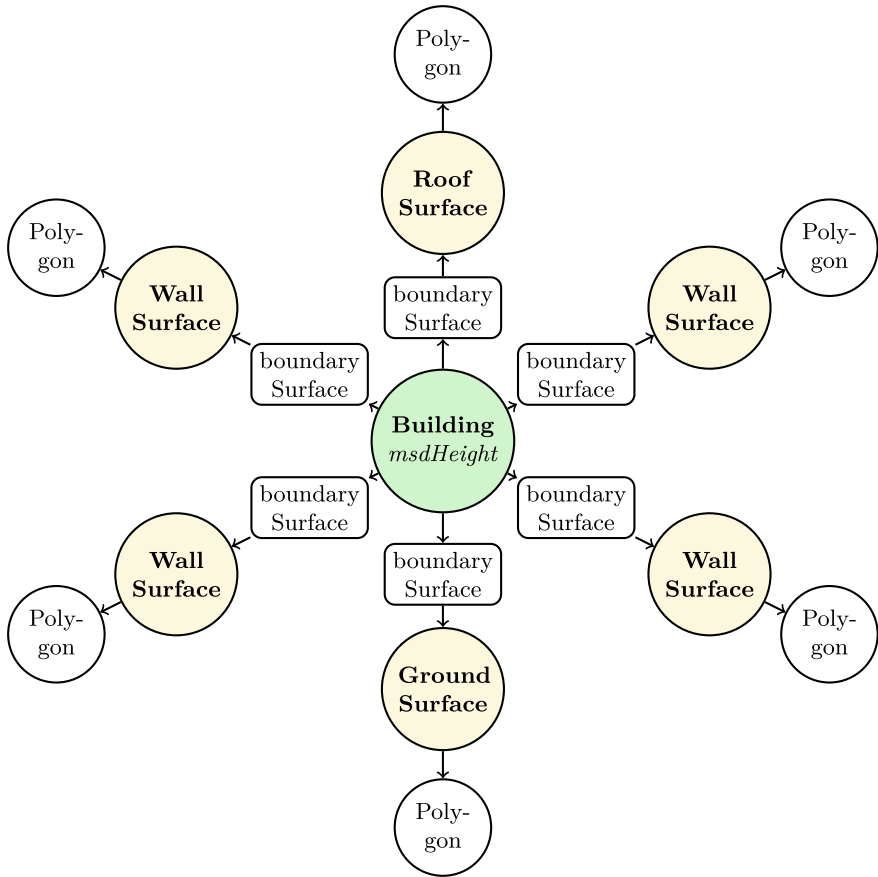 Poly-
gon
Roof
Surface
Poly-
gon
Poly-
gon
Wall
Surface
boundary
Surface
Wall
Surface
boundary
Surface
boundary
Surface
Building
msdHeight
boundary
Surface
boundary
Surface
Wall
Surface
boundary
Surface
Wall
Surface
Poly-
gon
Poly-
gon
Ground
Surface
Poly-
gon